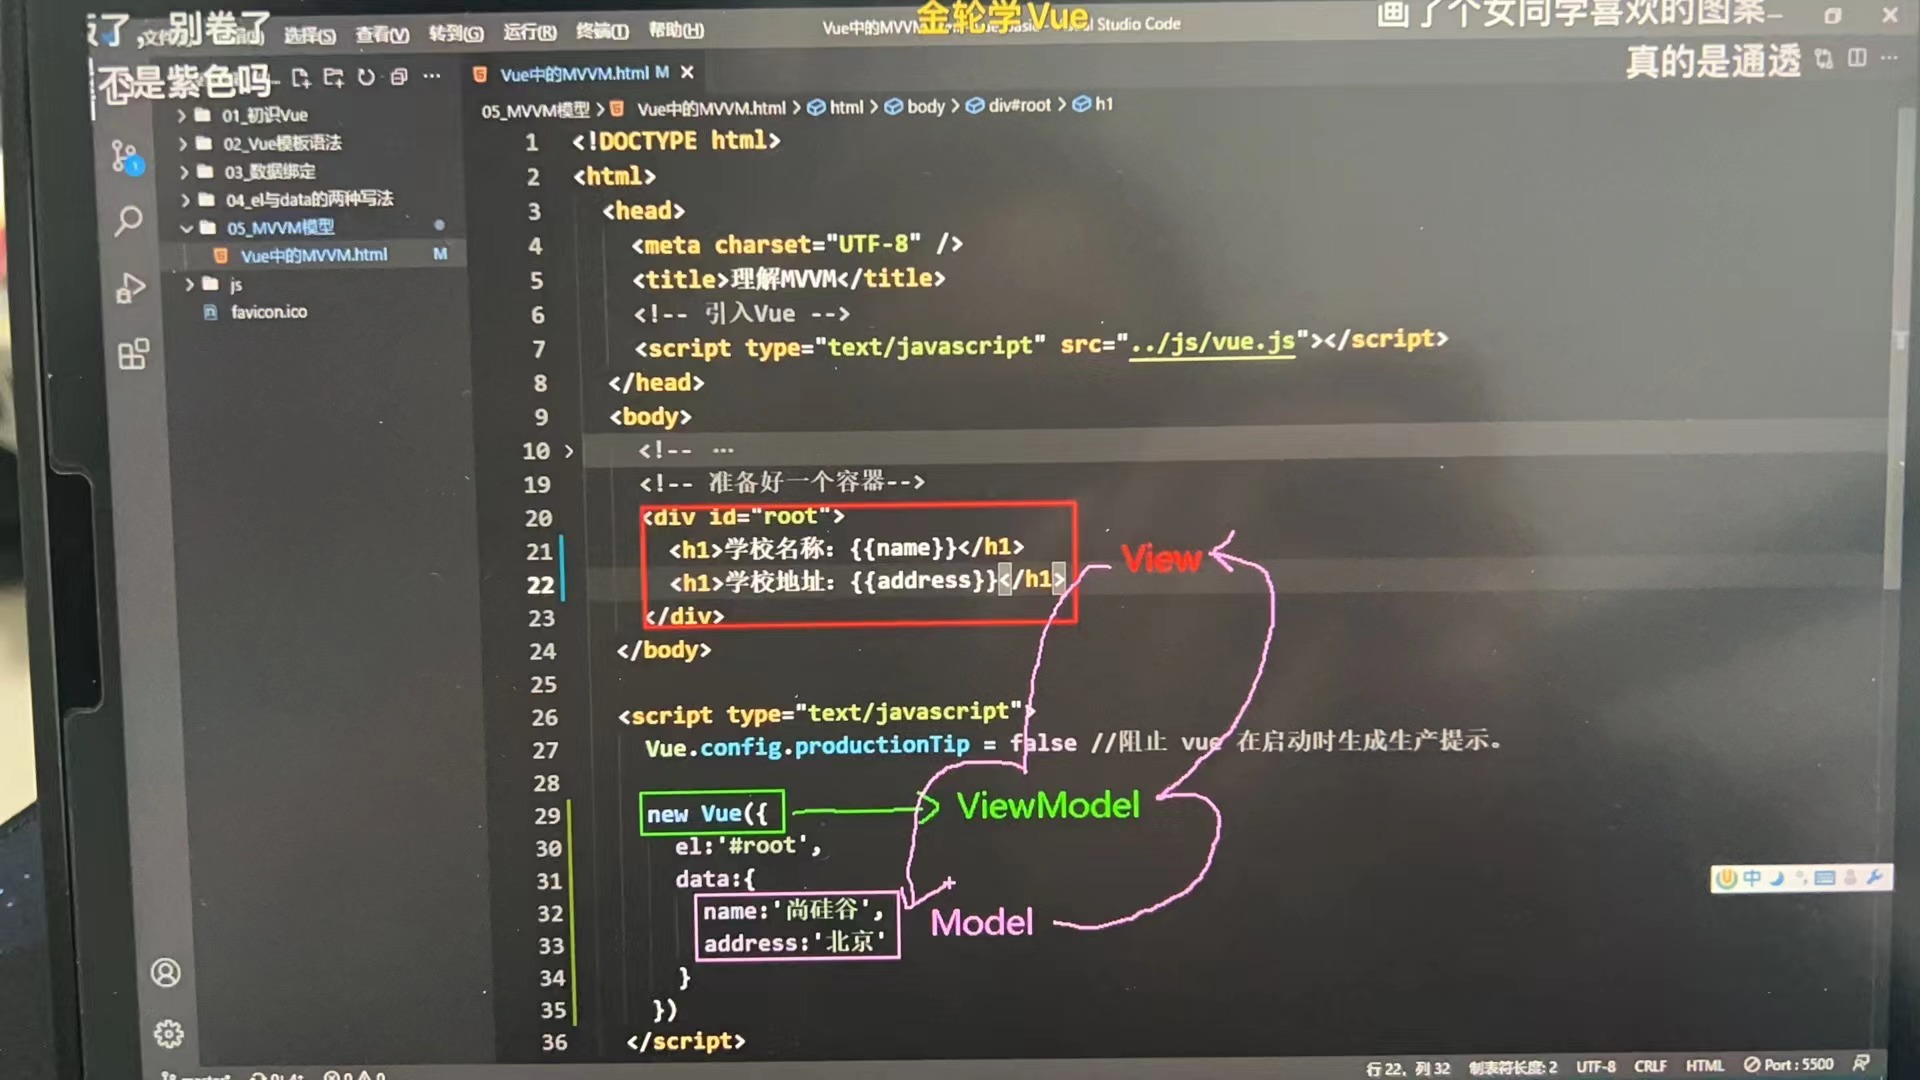 了，别卷了
金轮学Vue
画了个女同学喜欢的图案
不是紫色吗
真的是通透
选择(S) 查看(V) 转到(G) 运行(R) 终端(T) 帮助(H)
Studio Code
Vue中的MVVM.html M ×
05_MVVM模型 > Vue中的MVVM.html > html > body > div#root > h1
01_初识Vue
02_Vue模板语法
03_数据绑定
04_el与data的两种写法
05_MVVM模型
Vue中的MVVM.html M
js
favicon.ico
1
1 <!DOCTYPE html>
2 <html>
3 <head>
4 <meta charset="UTF-8" />
5 <title>理解MVVM</title>
6 <!-- 引入Vue -->
7 <script type="text/javascript" src="../js/vue.js"></script>
8 </head>
9 <body>
10 > <!-- ···
19 <!-- 准备好一个容器-->
20 <div id="root">
21 <h1>学校名称：{{name}}</h1>
22 <h1>学校地址：{{address}}</h1>
23 </div>
24 </body>
25
26 <script type="text/javascript">
27 Vue.config.productionTip = false //阻止 vue 在启动时生成生产提示。
28
29 new Vue({
30 el:'#root',
31 data:{
32 name:'尚硅谷',
33 address:'北京'
34 }
35 })
36 </script>
View
ViewModel
Model
中
行 22，列 32 制表符长度: 2 UTF-8 CRLF HTML Port : 5500